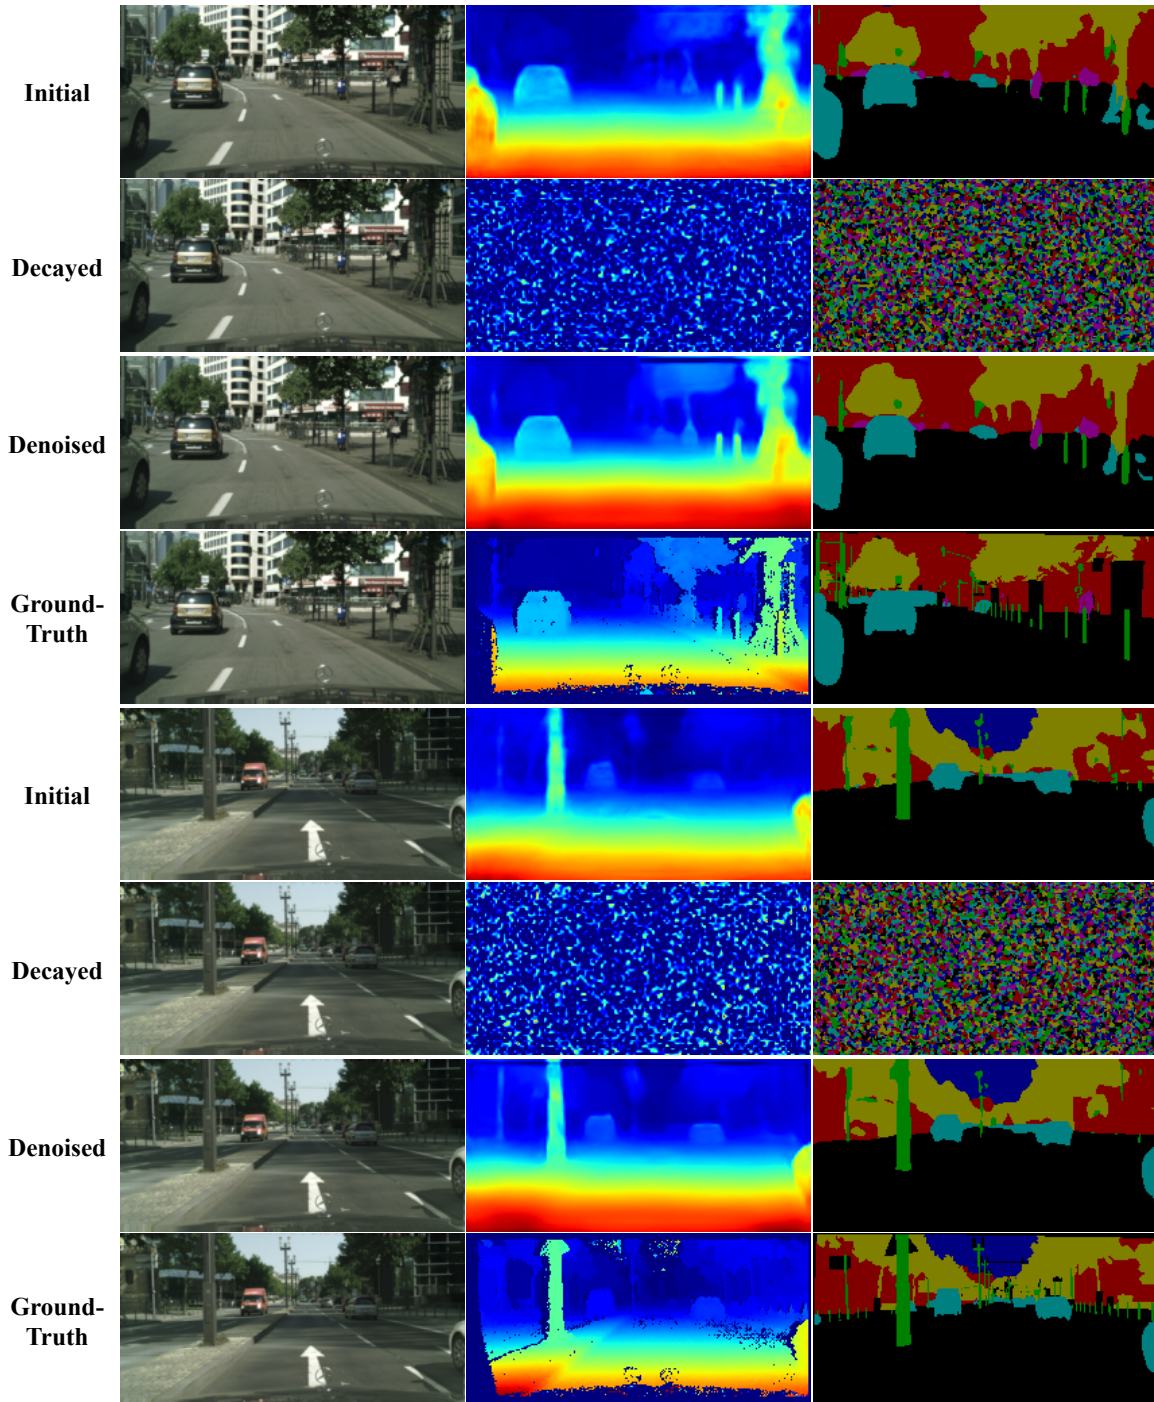 Initial
Decayed
Denoised
Ground-
Truth
Initial
Decayed
Denoised
Ground-
Truth